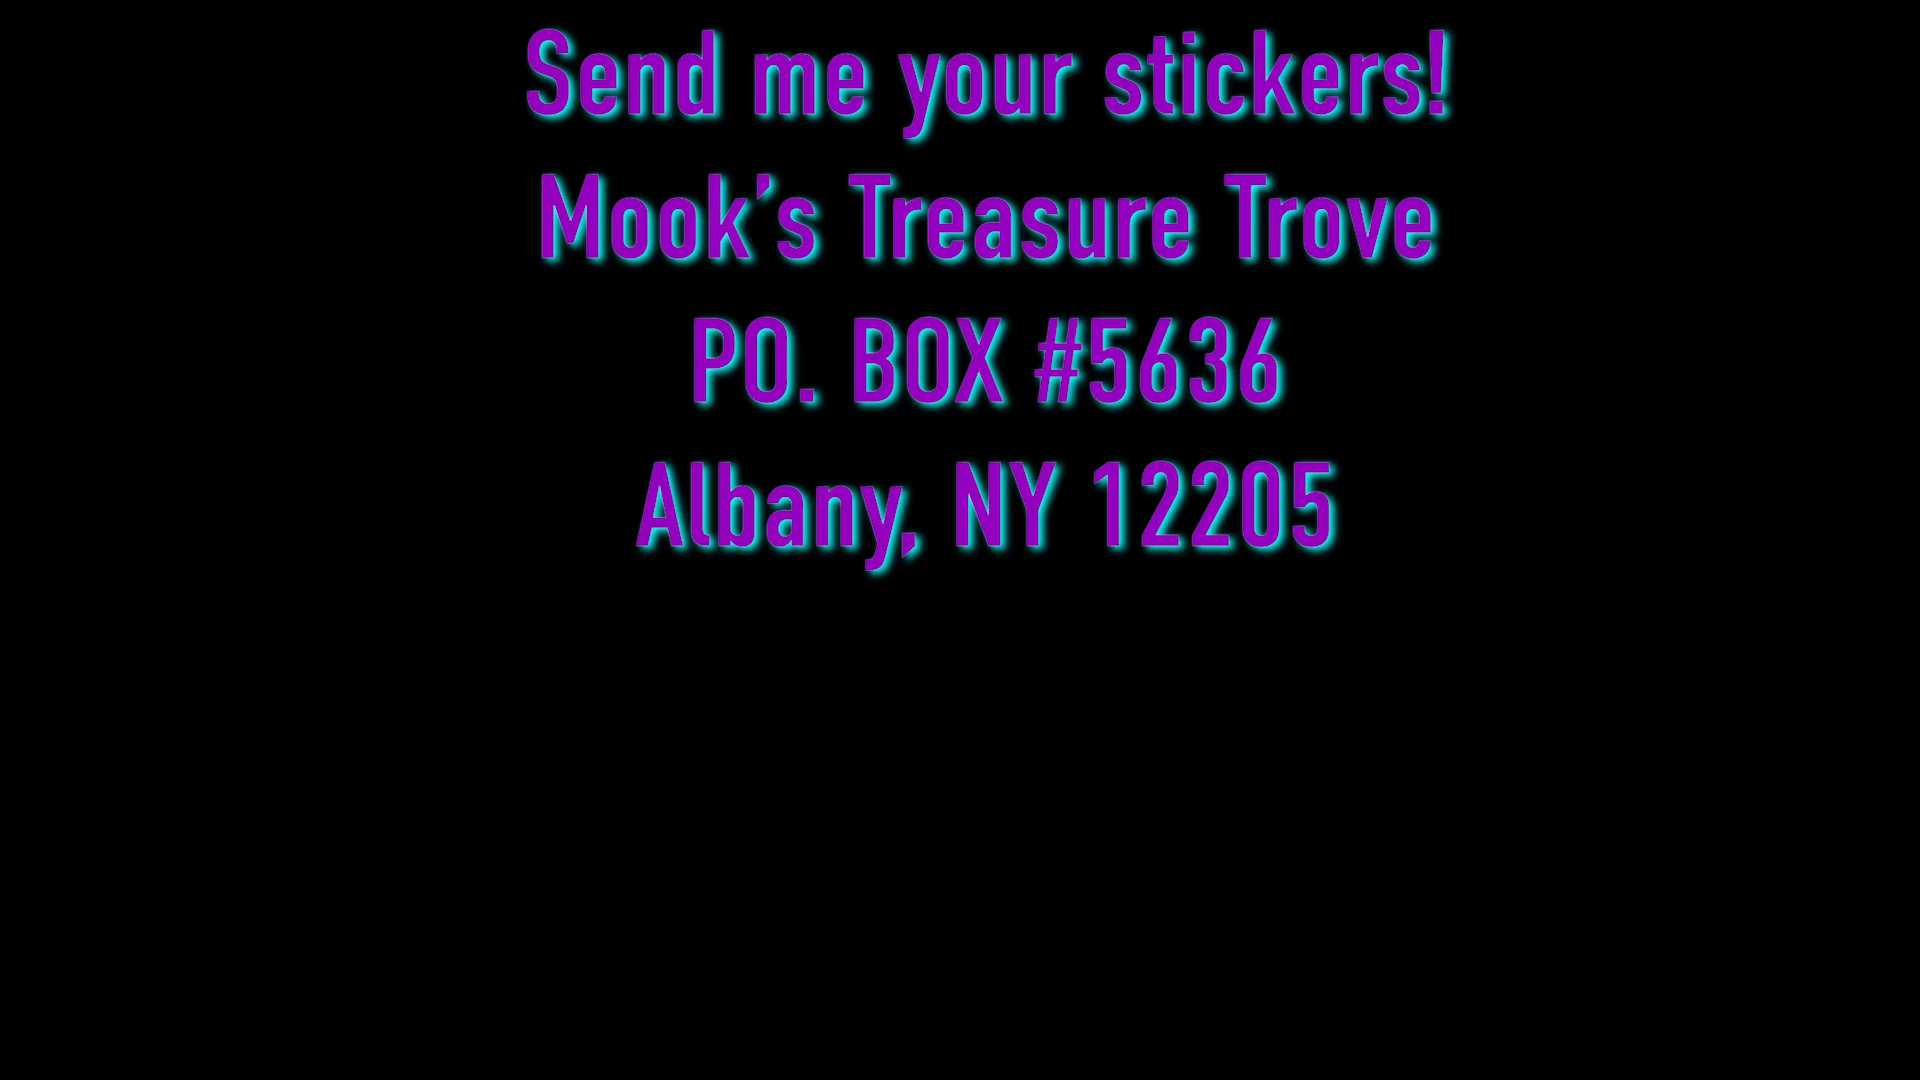 Send me your stickers!
Mook’s Treasure Trove
PO. BOX #5636
Albany, NY 12205